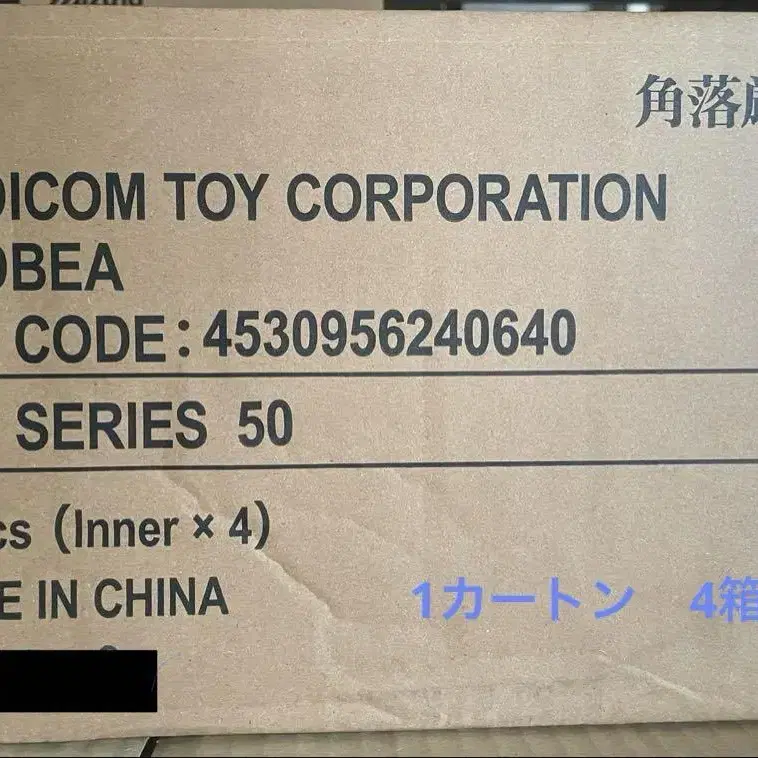 角落
DICOM TOY CORPORATION
OBEA
CODE:4530956240640
SERIES 50
cs (Inner × 4)
E IN CHINA
1カートン 4箱